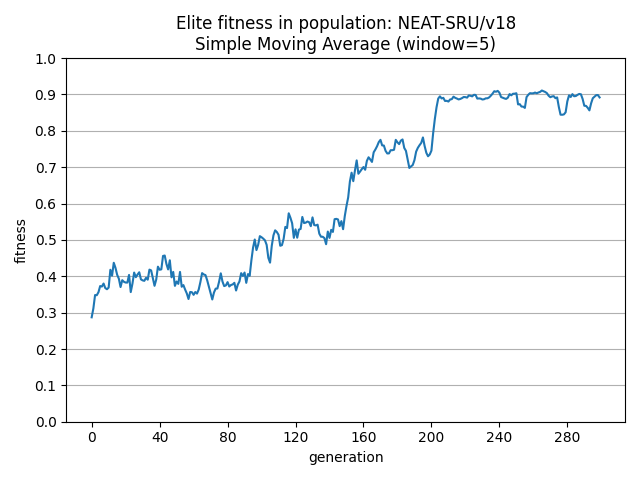 Elite fitness in population: NEAT-SRU/v18
Simple Moving Average (window=5)
1.0
0.9
0.8
0.7
0.6
0.5
0.4
0.3
0.2
0.1
0.0
fitness
0 40 80 120 160 200 240 280
generation